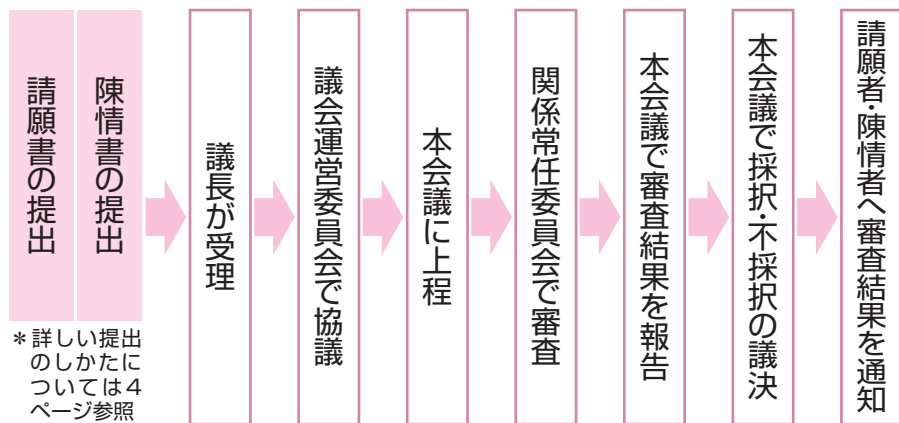 請願書の提出
陳情書の提出
＊詳しい提出
のしかたに
ついては４
ページ参照
議長が受理
議会運営委員会で協議
本会議に上程
関係常任委員会で審査
本会議で審査結果を報告
本会議で採択・不採択の議決
請願者・陳情者へ審査結果を通知